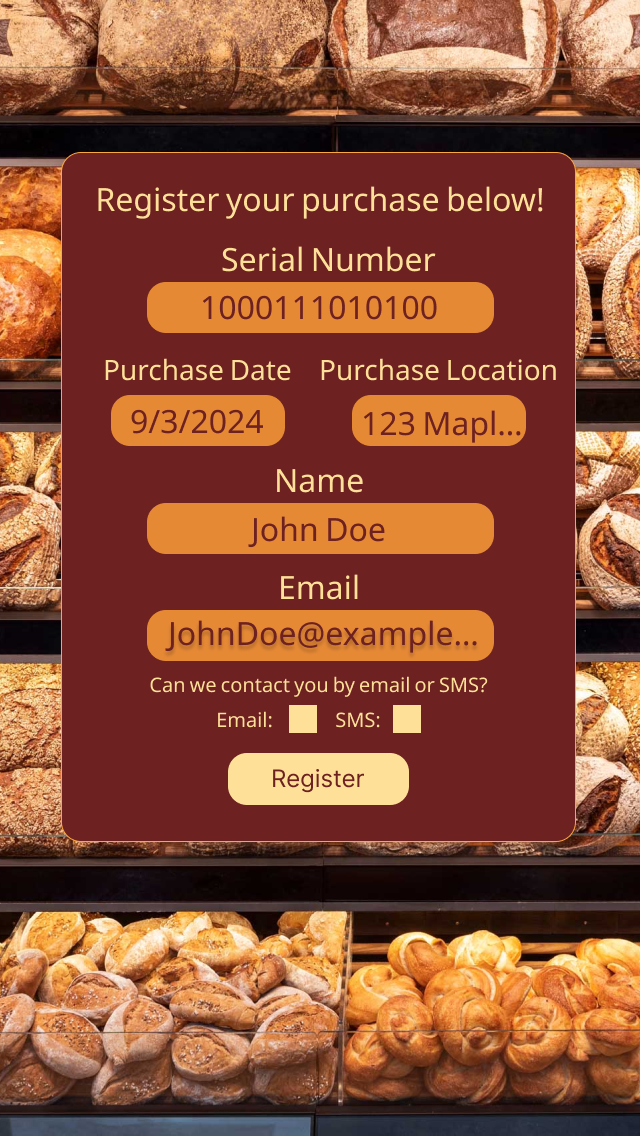 Register your purchase below!
Serial Number
1000111010100
Purchase Date Purchase Location
9/3/2024 123 Mapl...
Name
John Doe
Email
JohnDoe@example...
Can we contact you by email or SMS?
Email: SMS:
Register